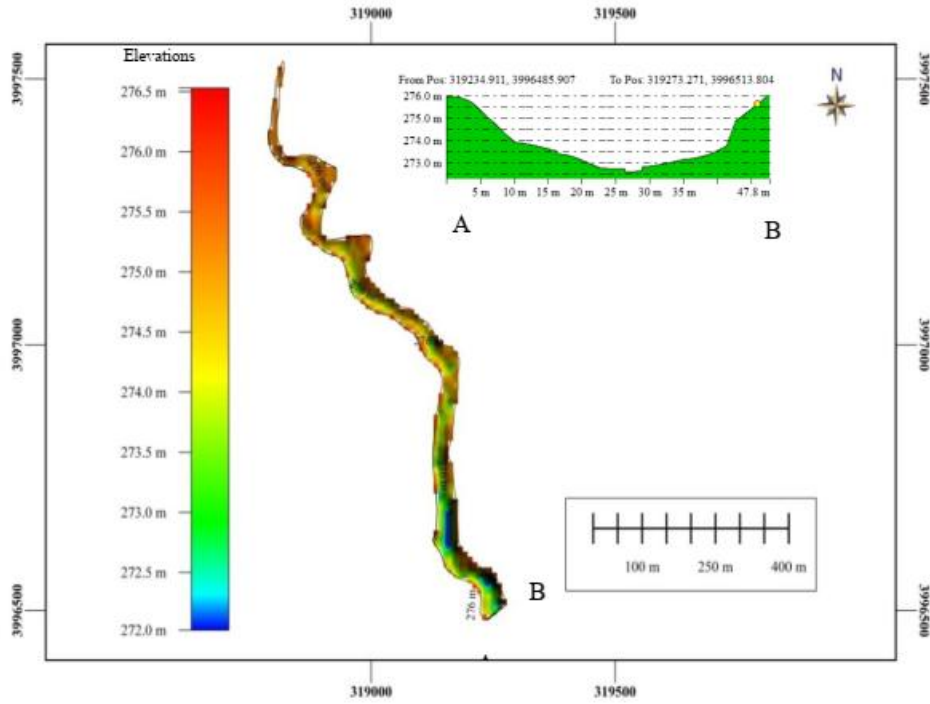 319000 319500
Elevations
3997500
3997500
276.5 m
276.0 m
275.5 m
275.0 m
274.5 m
274.0 m
273.5 m
273.0 m
272.5 m
272.0 m
From Pos: 319234.911, 3996485.907 To Pos: 319273.271, 3996513.804
276.0 m
275.0 m
274.0 m
273.0 m
5 m 10 m 15 m 20 m 25 m 30 m 35 m 47.8 m
A B
N
3997000
3997000
100 m 250 m 400 m
B
276 m
3996500
3996500
319000 319500